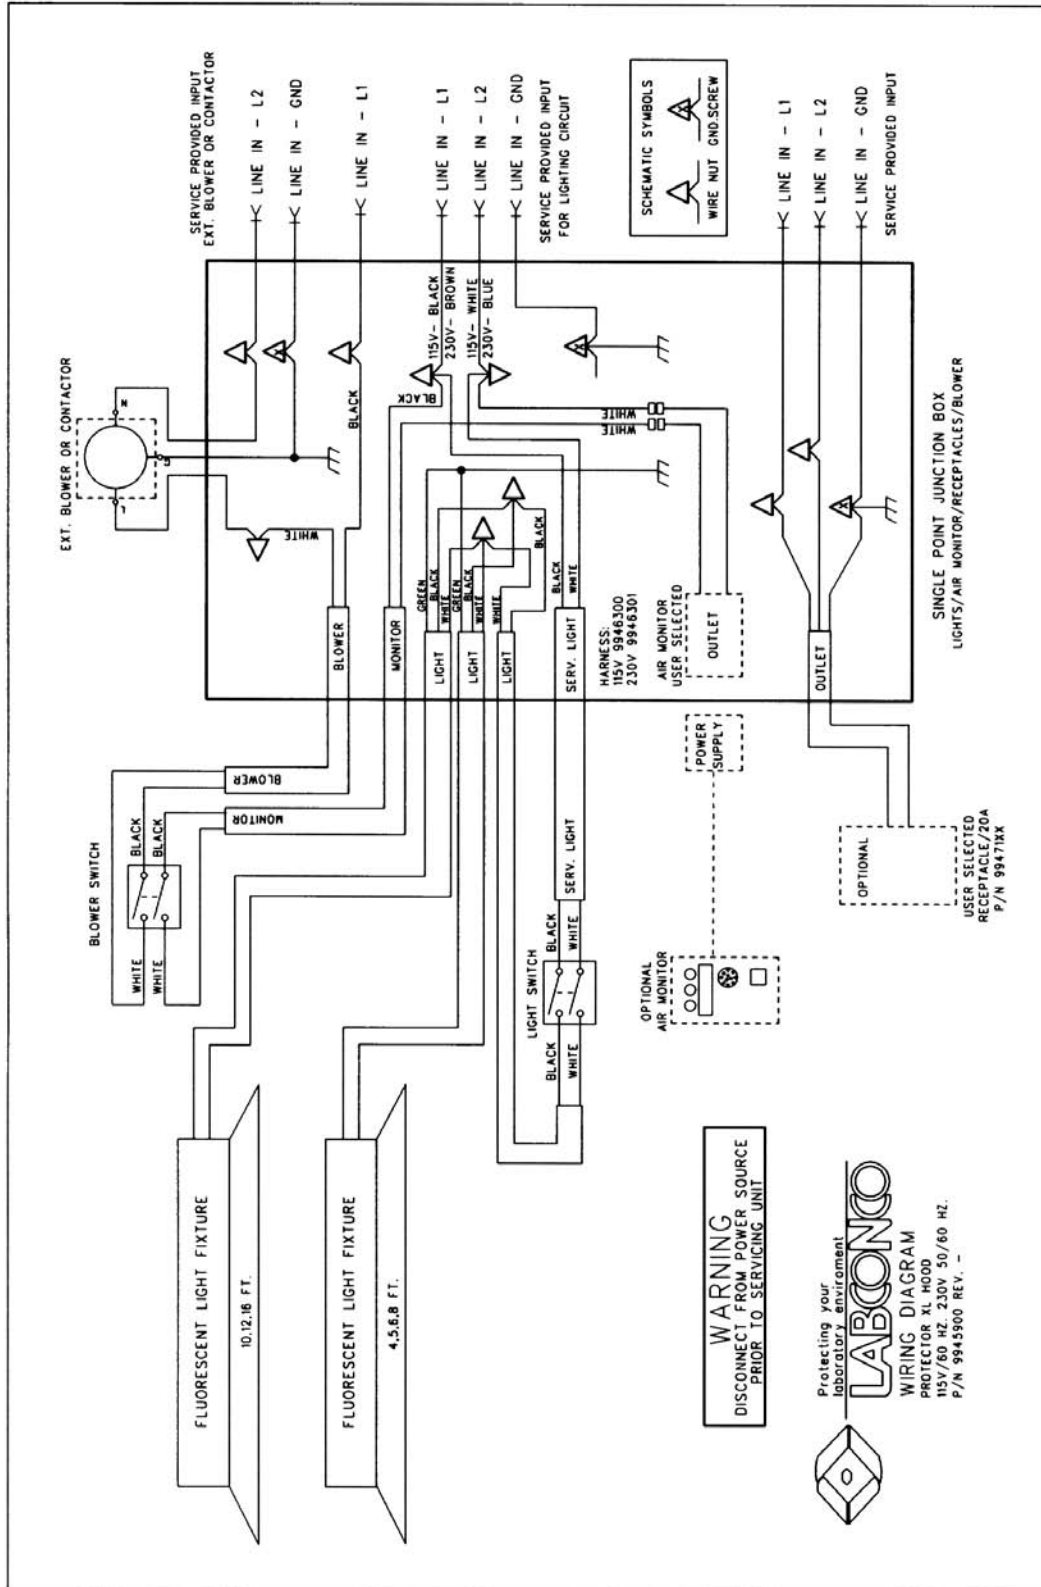 EXT. BLOWER OR CONTACTOR
L
G
N
SERVICE PROVIDED INPUT
EXT. BLOWER OR CONTACTOR
LINE IN - L2
LINE IN - GND
LINE IN - L1
LINE IN - L1
LINE IN - L2
LINE IN - GND
SERVICE PROVIDED INPUT
FOR LIGHTING CIRCUIT
SCHEMATIC SYMBOLS
WIRE NUT
GND.SCREW
LINE IN - L1
LINE IN - L2
LINE IN - GND
SERVICE PROVIDED INPUT
WHITE
BLACK
BLACK
115V- BLACK
230V- BROWN
115V- WHITE
230V- BLUE
WHITE
WHITE
BLOWER
MONITOR
GREEN
BLACK
WHITE
GREEN
BLACK
WHITE
WHITE
BLACK
LIGHT
LIGHT
LIGHT
BLACK
WHITE
SERV. LIGHT
HARNESS:
115V 9946300
230V 9946301
AIR MONITOR
USER SELECTED
OUTLET
OUTLET
SINGLE POINT JUNCTION BOX
LIGHTS/AIR MONITOR/RECEPTACLES/BLOWER
BLOWER SWITCH
WHITE
WHITE
BLACK
BLACK
BLOWER
MONITOR
LIGHT SWITCH
BLACK
WHITE
BLACK
WHITE
SERV. LIGHT
POWER
SUPPLY
OPTIONAL
AIR MONITOR
OPTIONAL
USER SELECTED
RECEPTACLE/20A
P/N 99471XX
FLUORESCENT LIGHT FIXTURE
10,12,16 FT.
FLUORESCENT LIGHT FIXTURE
4,5,6,8 FT.
WARNING
DISCONNECT FROM POWER SOURCE
PRIOR TO SERVICING UNIT
Protecting your
laboratory enviroment
LABCONCO
WIRING DIAGRAM
PROTECTOR XL HOOD
115V/60 HZ. 230V 50/60 HZ.
P/N 9945900 REV. -